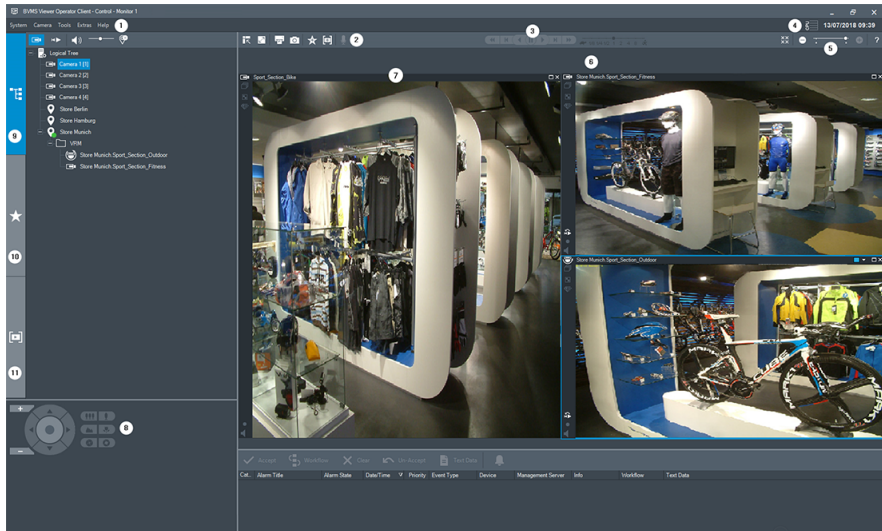 BVMS Viewer Operator Client - Control - Monitor 1
System Camera Tools Extras Help 1
4 13/07/2018 09:39
2
3
5
?
Logical Tree
Camera 1 [1]
Camera 2 [2]
Camera 3 [3]
Camera 4 [4]
Store Berlin
Store Hamburg
Store Munich
VRM
Store Munich.Sport_Section_Outdoor
Store Munich.Sport_Section_Fitness
9
10
11
Sport_Section_Bike
7
6
Store Munich.Sport_Section_Fitness
Store Munich.Sport_Section_Outdoor
CUBE
8
Accept Workflow Clear Un-Accept Text Data
Cat... Alarm Title Alarm State Date/Time Priority Event Type Device Management Server Info Workflow Text Data